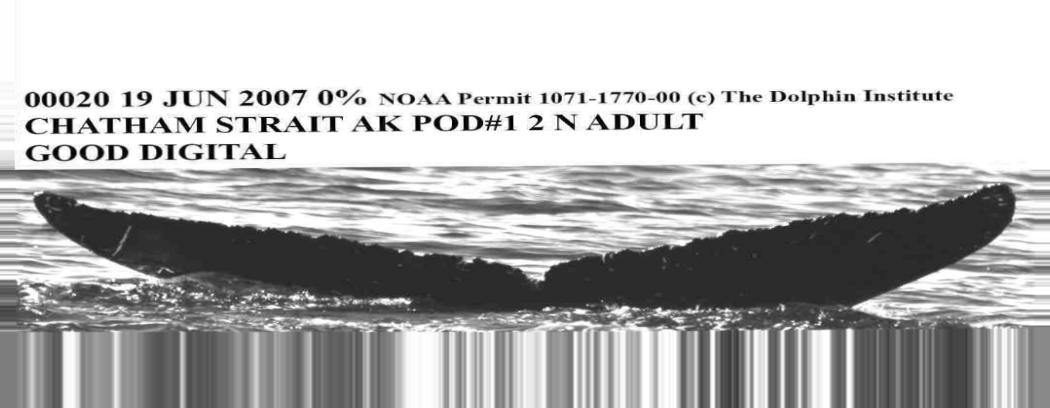 00020 19 JUN 2007 0% NOAA Permit 1071-1770-00 (c) The Dolphin Institute
CHATHAM STRAIT AK POD#1 2 N ADULT
GOOD DIGITAL